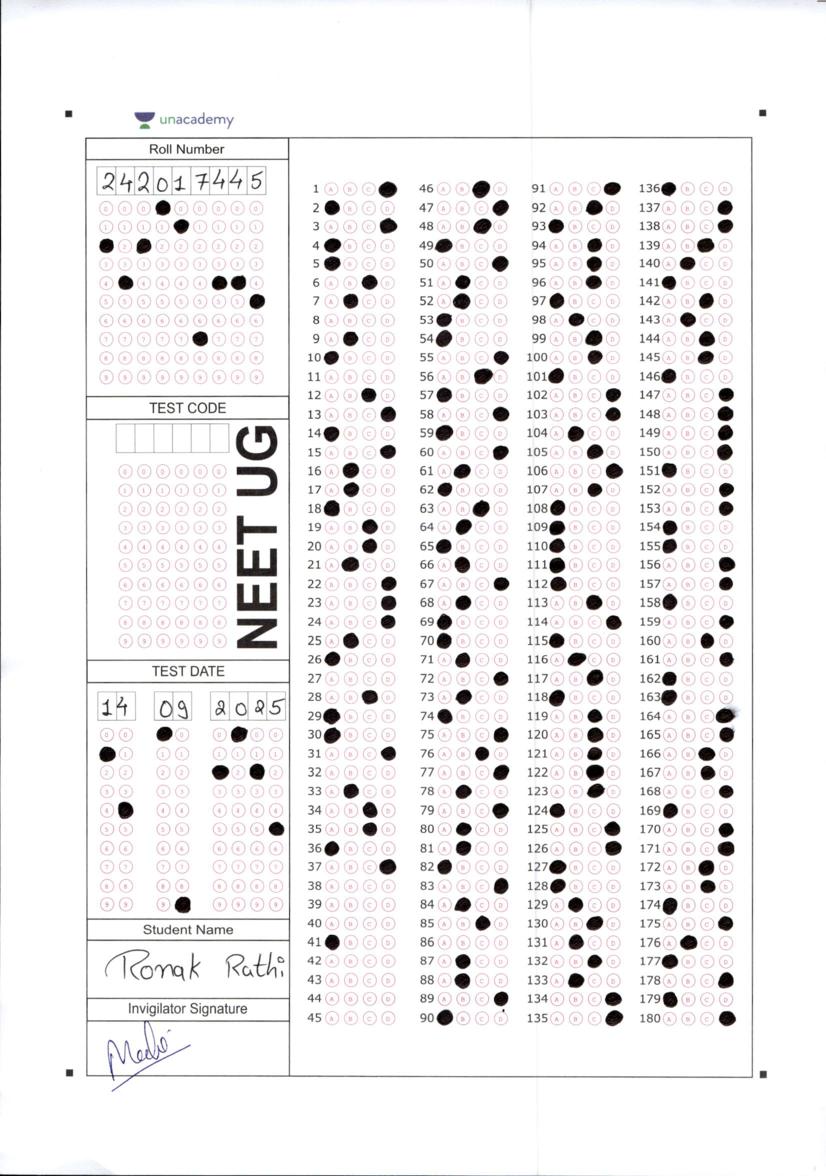 unacademy
Roll Number
242017445
TEST CODE
NEET UG
TEST DATE
14 09 2025
Student Name
Ronak Rathi
Invigilator Signature
1 A B C 46 A B D 91 A B C 136 B C D
2 B C D 47 A B C 92 A B D 137 A B C
3 A B C 48 A B D 93 B C D 138 A B C
4 B C D 49 B C D 94 A B D 139 A B D
5 B C D 50 A B C 95 A B D 140 A C D
6 A B D 51 A C D 96 A B D 141 B C D
7 A C D 52 A C D 97 B C D 142 A B D
8 A B C D 53 B C D 98 A C D 143 A C D
9 A C D 54 B C D 99 A B D 144 A B D
10 B C D 55 A B C 100 A B D 145 A B D
11 A B C D 56 A B D 101 B C D 146 B C D
12 A B D 57 B C D 102 A B C 147 A B C
13 A B C 58 A B C 103 A B C 148 A B C
14 B C D 59 B C D 104 A C D 149 A B C
15 A B C 60 A B C 105 A B D 150 A B C
16 A C D 61 A C D 106 A B C 151 B C D
17 A C D 62 B C D 107 A B D 152 A B C
18 B C D 63 A B D 108 B C D 153 A B C
19 A B D 64 A C D 109 B C D 154 B C D
20 A B D 65 B C D 110 B C D 155 B C D
21 A C D 66 A C D 111 B C D 156 A B C
22 A B C 67 A B C 112 B C D 157 A B C
23 A B C 68 A C D 113 A B D 158 B C D
24 A B C 69 B C D 114 A B C 159 A B C
25 A C D 70 B C D 115 B C D 160 A B D
26 B C D 71 A C D 116 A C D 161 A B C
27 A B C D 72 A B C 117 A B D 162 B C D
28 A B D 73 A C D 118 B C D 163 B C D
29 B C D 74 B C D 119 A B D 164 A B C
30 B C D 75 A B C 120 A B D 165 A B C
31 A B C 76 A B D 121 A B D 166 A B D
32 A B C D 77 A B C 122 A B D 167 A B D
33 A C D 78 A C D 123 A B D 168 A B C
34 A B D 79 A B C 124 B C D 169 B C D
35 A B D 80 A C D 125 A B C 170 A B C
36 B C D 81 A C D 126 A B C 171 A B C
37 A B C 82 B C D 127 B C D 172 A B D
38 A B C D 83 A B C 128 B C D 173 A B D
39 A B C D 84 A C D 129 A C D 174 B C D
40 A B C D 85 A B D 130 A B D 175 A B C
41 B C D 86 A B C D 131 A C D 176 A C D
42 A B C D 87 A C D 132 A B D 177 B C D
43 A B C D 88 A C D 133 A C D 178 A B C
44 A B C D 89 A B C 134 A B C 179 B C D
45 A B C D 90 B C D 135 A B C 180 A B C